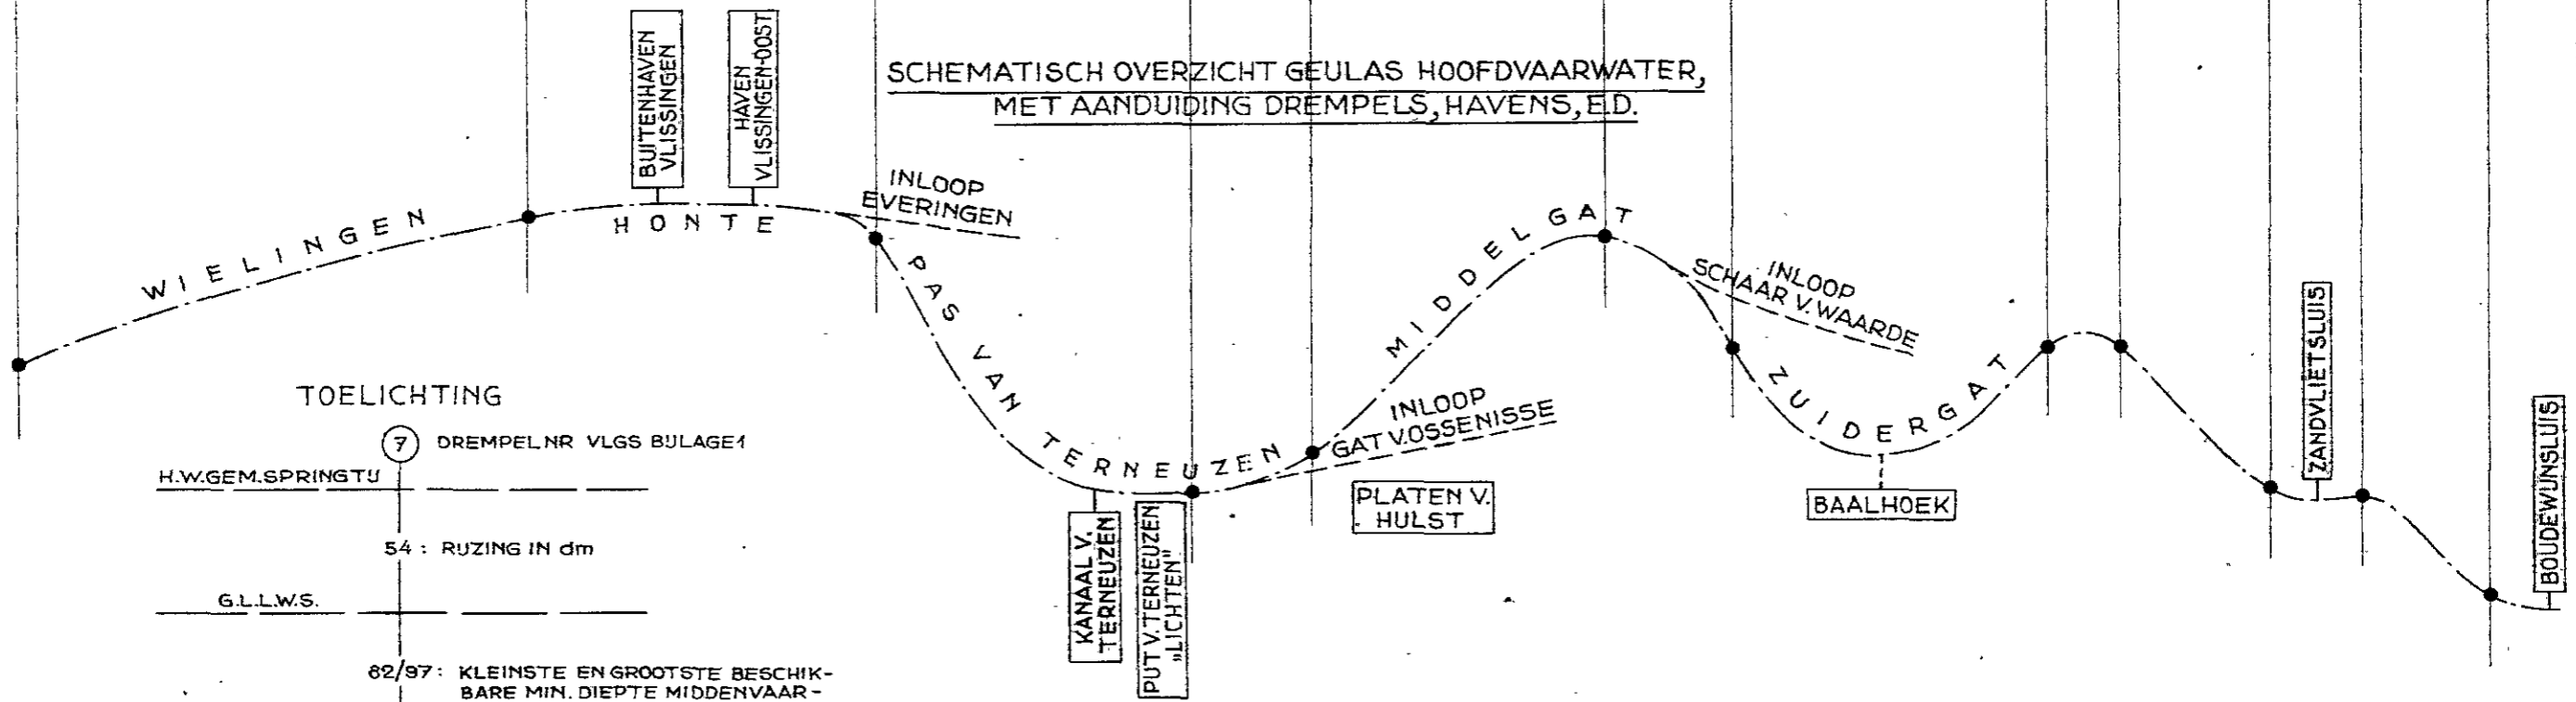 SCHEMATISCH OVERZICHT GEULAS HOOFDVAARWATER,
MET AANDUIDING DREMPELS, HAVENS, E.D.
BUITENHAVEN
VLISSINGEN
HAVEN
VLISSINGEN-OOST
WIELINGEN
HONTE
INLOOP
EVERINGEN
PAS VAN TERNEUZEN
MIDDELGAT
INLOOP
SCHAAR V. WAARDE
ZUIDERGAT
INLOOP
GAT V. OSSENISSE
PLATEN V.
HULST
BAALHOEK
KANAAL V.
TERNEUZEN
PUT V. TERNEUZEN
„LICHTEN"
ZANDVLIETSLUIS
BOUDEWIJNSLUIS
TOELICHTING
7 DREMPELNR VLGS BIJLAGE 1
H.W.GEM.SPRINGTIJ
54 : RIJZING IN dm
G.L.L.W.S.
82/97: KLEINSTE EN GROOTSTE BESCHIK-
BARE MIN. DIEPTE MIDDENVAAR-